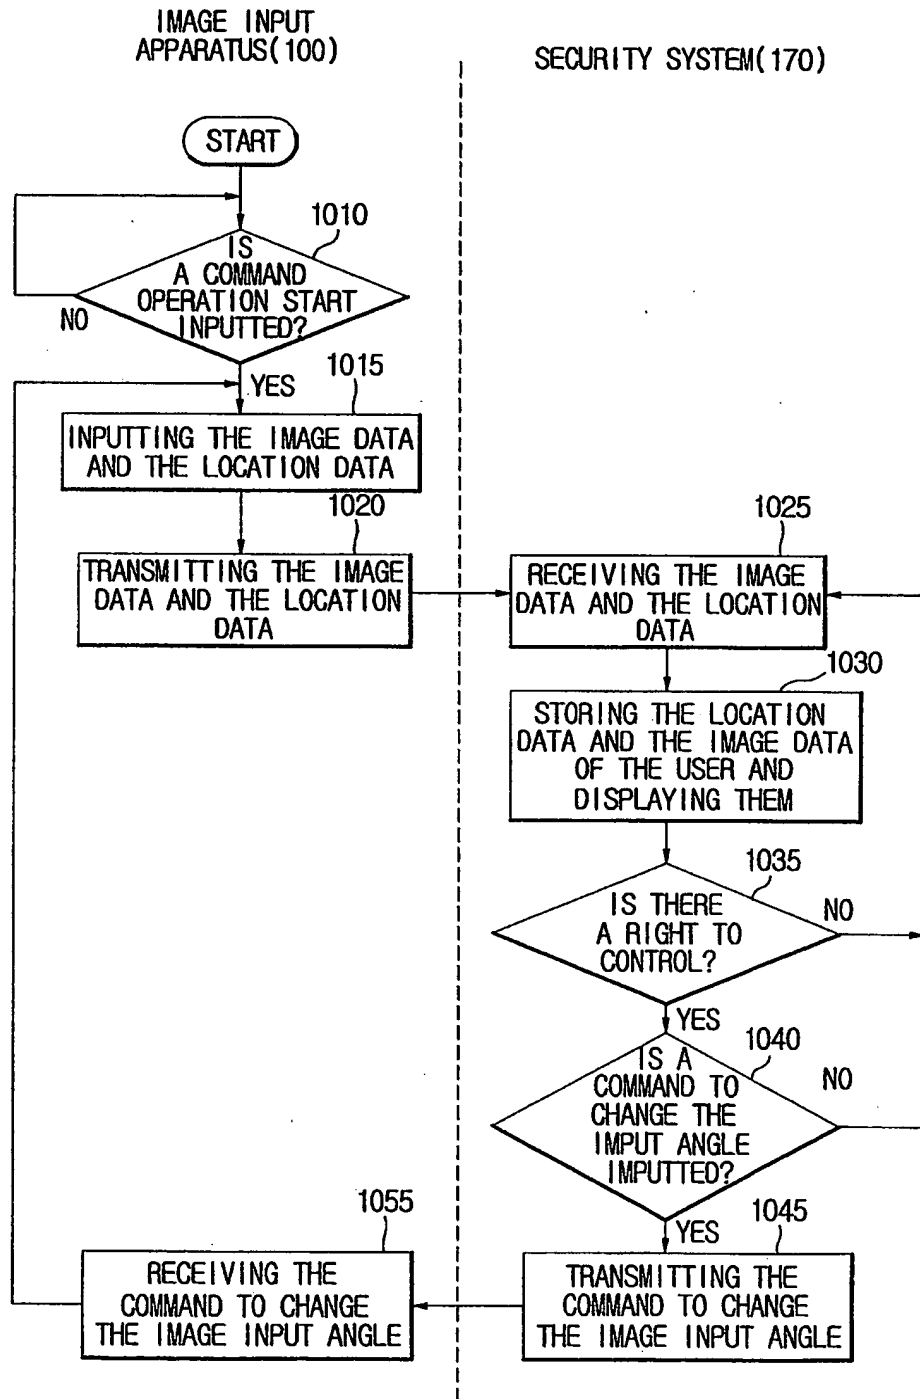 IMAGE INPUT
APPARATUS(100)
SECURITY SYSTEM(170)
START
1010
IS
A COMMAND
OPERATION START
INPUTTED?
NO
YES
1015
INPUTTING THE IMAGE DATA
AND THE LOCATION DATA
1020
TRANSMITTING THE IMAGE
DATA AND THE LOCATION
DATA
1025
RECEIVING THE IMAGE
DATA AND THE LOCATION
DATA
1030
STORING THE LOCATION
DATA AND THE IMAGE DATA
OF THE USER AND
DISPLAYING THEM
1035
IS THERE
A RIGHT TO
CONTROL?
NO
YES
1040
IS A
COMMAND TO
CHANGE THE
IMPUT ANGLE
IMPUTTED?
NO
YES
1045
TRANSMITTING THE
COMMAND TO CHANGE
THE IMAGE INPUT ANGLE
1055
RECEIVING THE
COMMAND TO CHANGE
THE IMAGE INPUT ANGLE